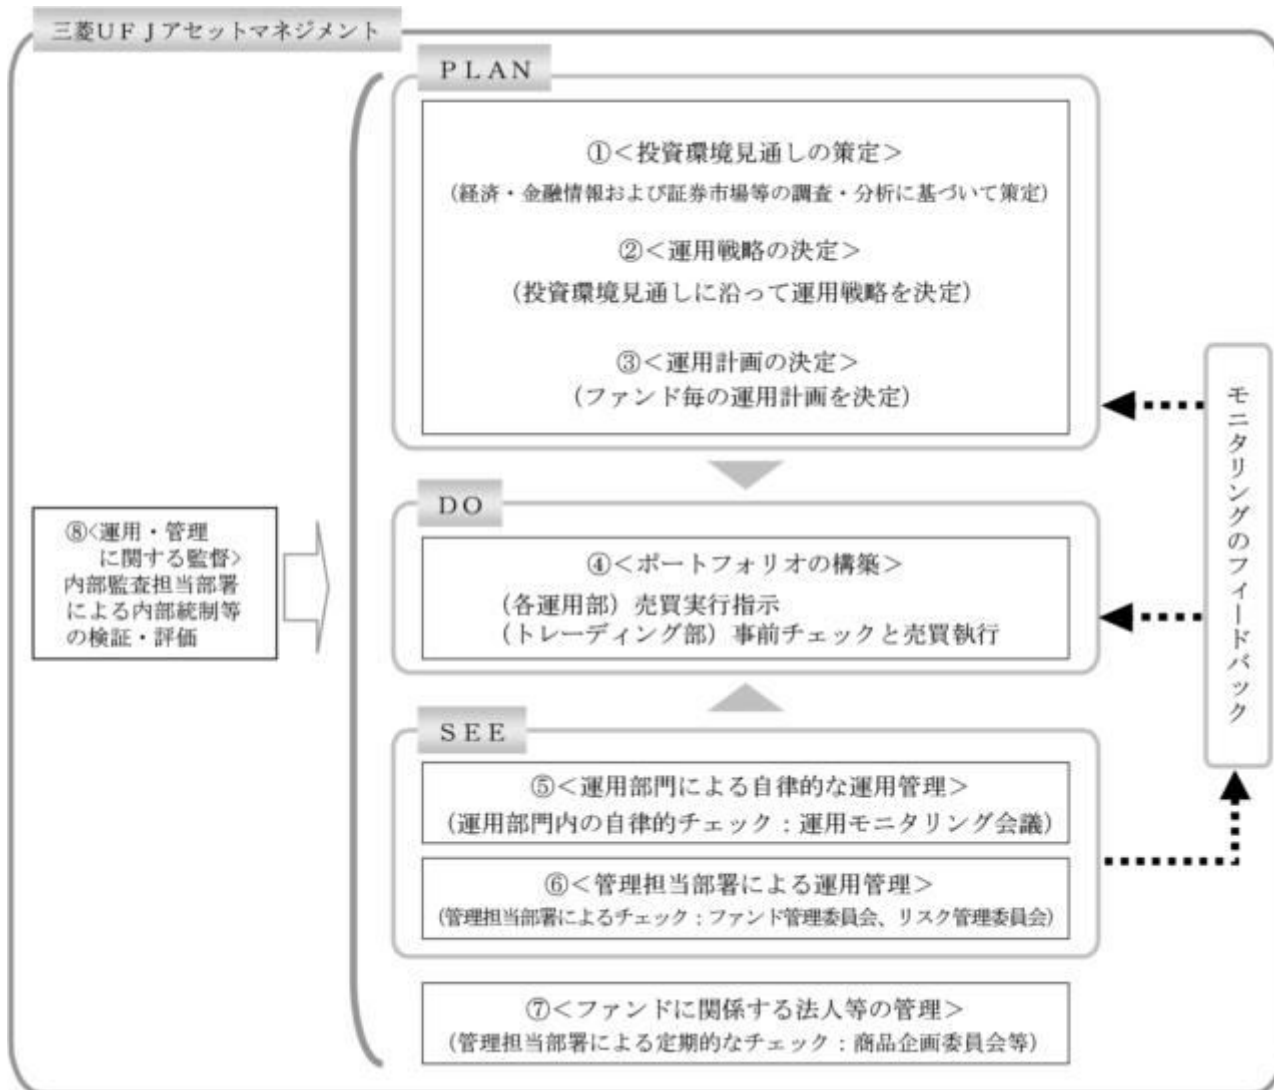 三菱ＵＦＪアセットマネジメント
ＰＬＡＮ
①＜投資環境見通しの策定＞
（経済・金融情報および証券市場等の調査・分析に基づいて策定）
②＜運用戦略の決定＞
（投資環境見通しに沿って運用戦略を決定）
③＜運用計画の決定＞
（ファンド毎の運用計画を決定）
ＤＯ
④＜ポートフォリオの構築＞
（各運用部）売買実行指示
（トレーディング部）事前チェックと売買執行
ＳＥＥ
⑤＜運用部門による自律的な運用管理＞
（運用部門内の自律的チェック：運用モニタリング会議）
⑥＜管理担当部署による運用管理＞
（管理担当部署によるチェック：ファンド管理委員会、リスク管理委員会）
⑦＜ファンドに関係する法人等の管理＞
（管理担当部署による定期的なチェック：商品企画委員会等）
⑧＜運用・管理
に関する監督＞
内部監査担当部署
による内部統制等
の検証・評価
モニタリングのフィードバック